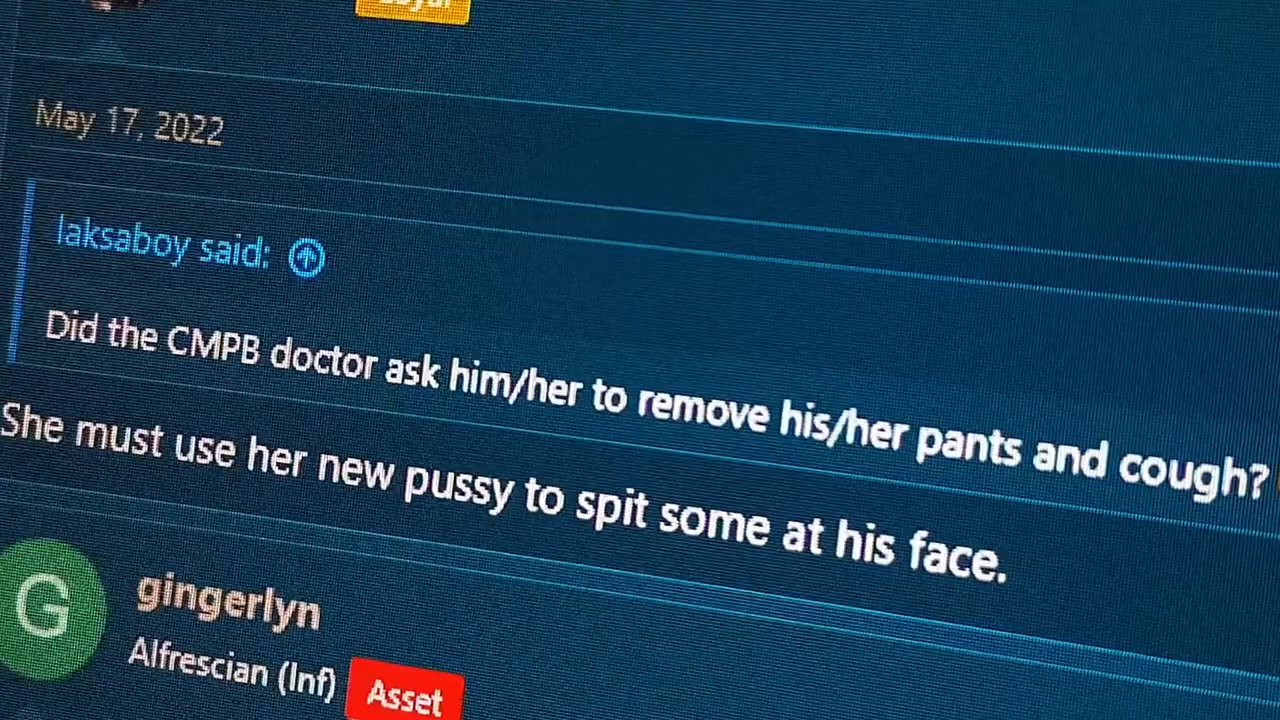 May 17, 2022
laksaboy said:
Did the CMPB doctor ask him/her to remove his/her pants and cough?
She must use her new pussy to spit some at his face.
G
gingerlyn
Alfrescian (Inf)
Asset